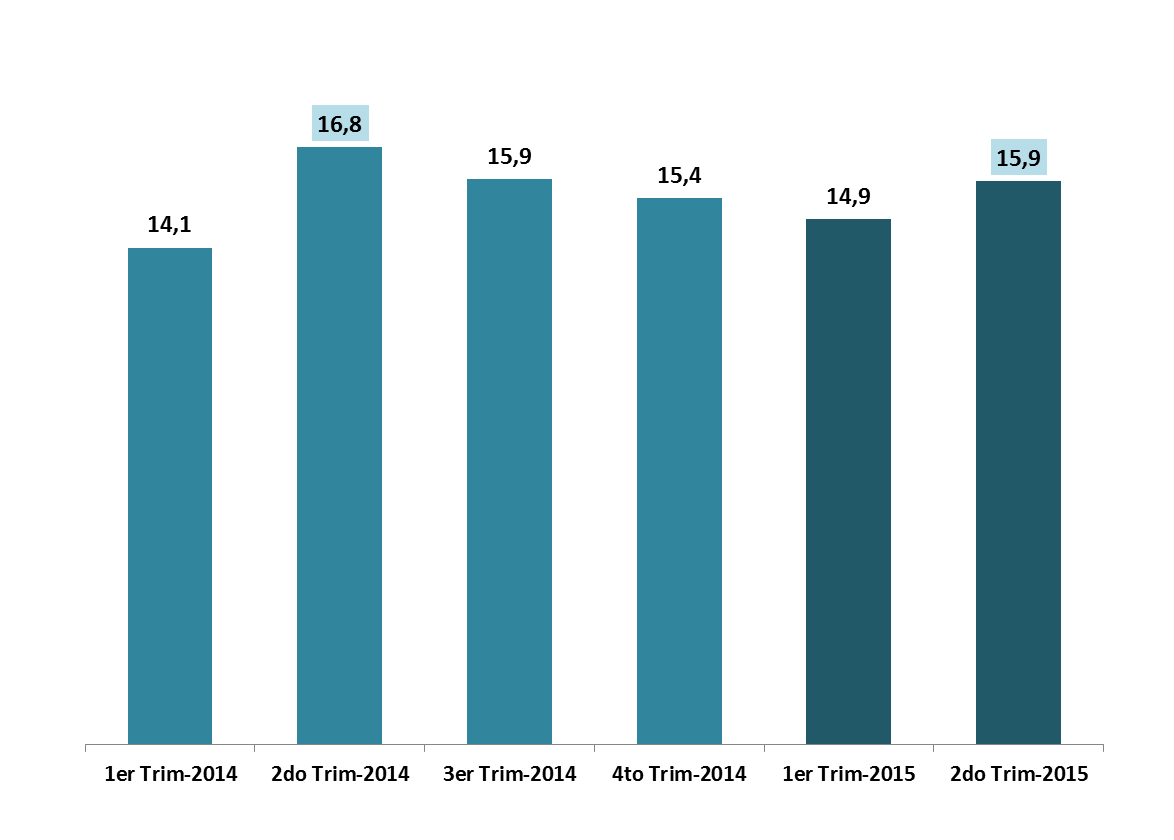 16,8
15,9
15,9
15,4
14,9
14,1
1er Trim-2014
2do Trim-2014
3er Trim-2014
4to Trim-2014
1er Trim-2015
2do Trim-2015